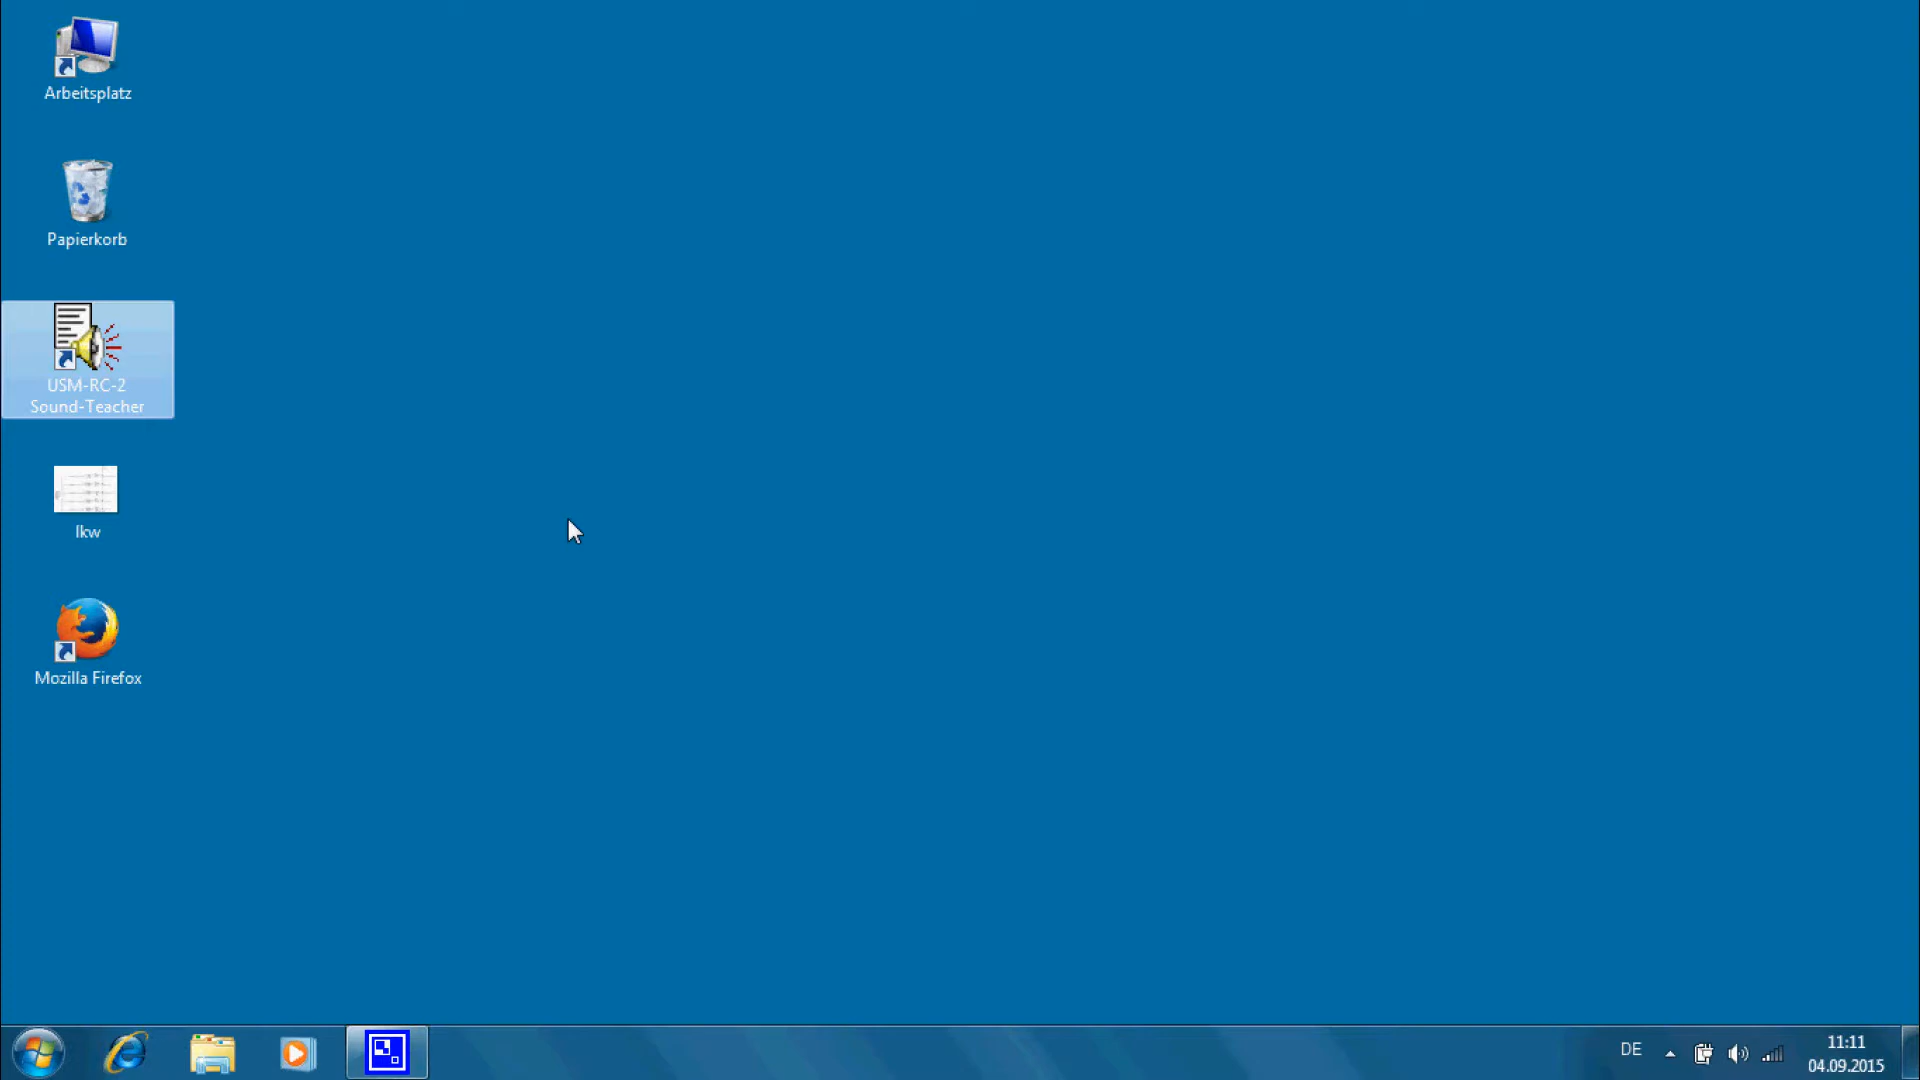 Arbeitsplatz
Papierkorb
USM-RC-2
Sound-Teacher
lkw
Mozilla Firefox
DE
11:11
04.09.2015